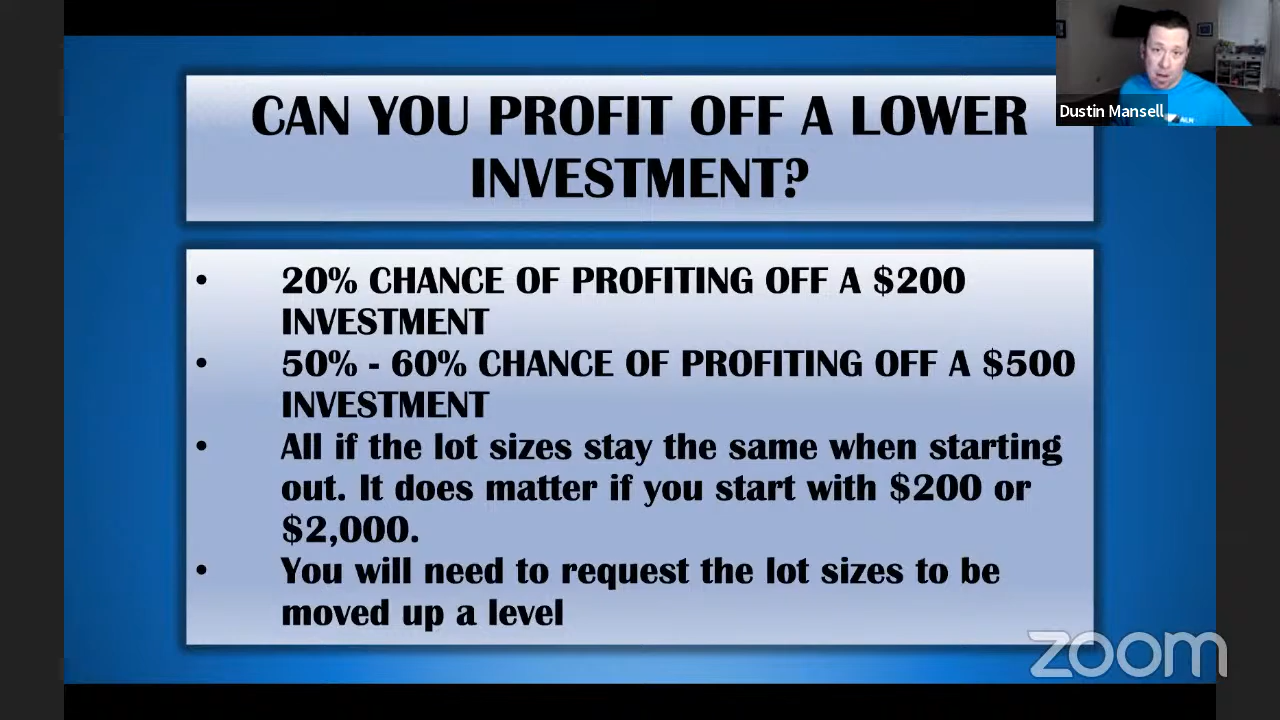 CAN YOU PROFIT OFF A LOWER
INVESTMENT?
Dustin Mansell
• 20% CHANCE OF PROFITING OFF A $200
INVESTMENT
• 50% - 60% CHANCE OF PROFITING OFF A $500
INVESTMENT
• All if the lot sizes stay the same when starting
out. It does matter if you start with $200 or
$2,000.
• You will need to request the lot sizes to be
moved up a level
zoom